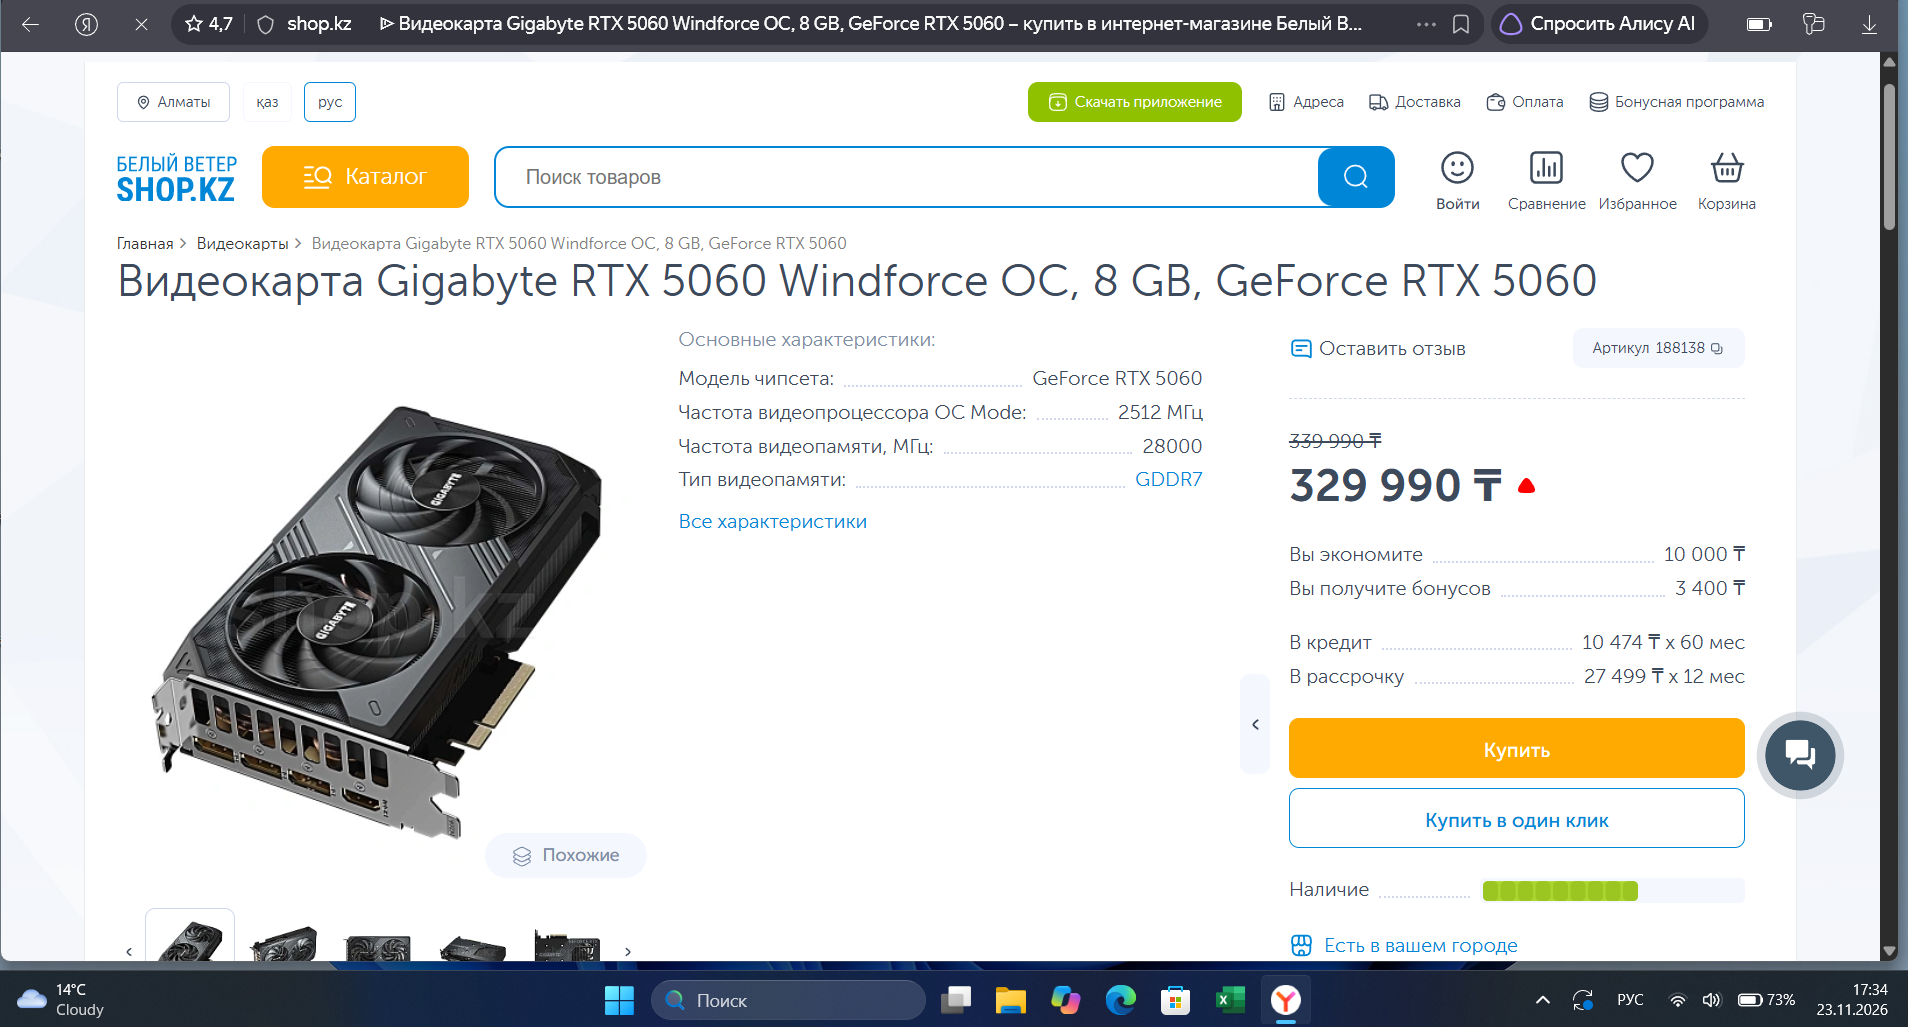 4,7
shop.kz
Видеокарта Gigabyte RTX 5060 Windforce OC, 8 GB, GeForce RTX 5060 – купить в интернет-магазине Белый В...
Спросить Алису AI
Алматы
қаз
рус
Скачать приложение
Адреса
Доставка
Оплата
Бонусная программа
БЕЛЫЙ ВЕТЕР
SHOP.KZ
Каталог
Поиск товаров
Войти
Сравнение
Избранное
Корзина
Главная > Видеокарты > Видеокарта Gigabyte RTX 5060 Windforce OC, 8 GB, GeForce RTX 5060
Видеокарта Gigabyte RTX 5060 Windforce OC, 8 GB, GeForce RTX 5060
GIGABYTE
GIGABYTE
Похожие
Основные характеристики:
Модель чипсета: GeForce RTX 5060
Частота видеопроцессора OC Mode: 2512 МГц
Частота видеопамяти, МГц: 28000
Тип видеопамяти: GDDR7
Все характеристики
Оставить отзыв
Артикул 188138
339 990 ₸
329 990 ₸
Вы экономите 10 000 ₸
Вы получите бонусов 3 400 ₸
В кредит 10 474 ₸ x 60 мес
В рассрочку 27 499 ₸ x 12 мес
Купить
Купить в один клик
Наличие
Есть в вашем городе
14°C
Cloudy
Поиск
РУС
73%
17:34
23.11.2026